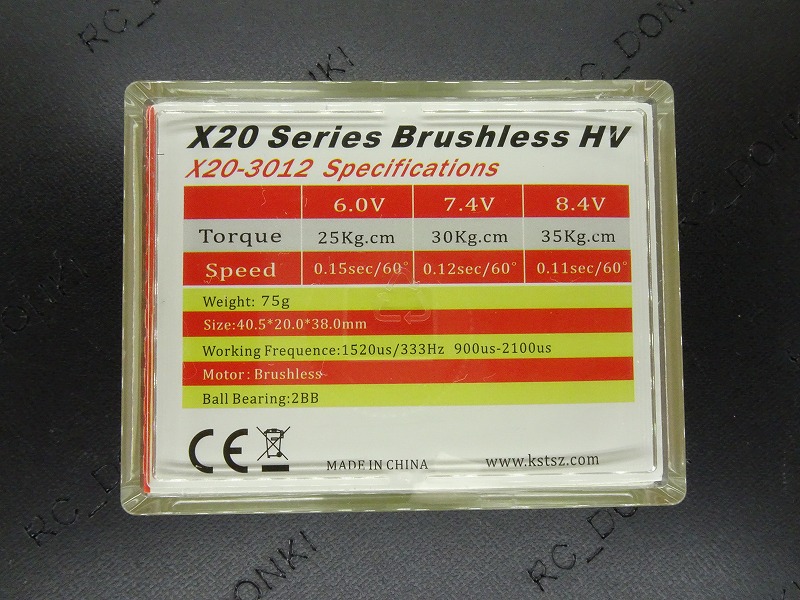 RC_DONKI
RC_DONKI
X20 Series Brushless HV
X20-3012 Specifications
6.0V 7.4V 8.4V
Torque 25Kg.cm 30Kg.cm 35Kg.cm
Speed 0.15sec/60° 0.12sec/60° 0.11sec/60°
Weight: 75g
Size:40.5*20.0*38.0mm
Working Frequence:1520us/333Hz 900us-2100us
Motor: Brushless
Ball Bearing:2BB
CE
MADE IN CHINA www.kstsz.com
RC_DONKI
RC_DONKI